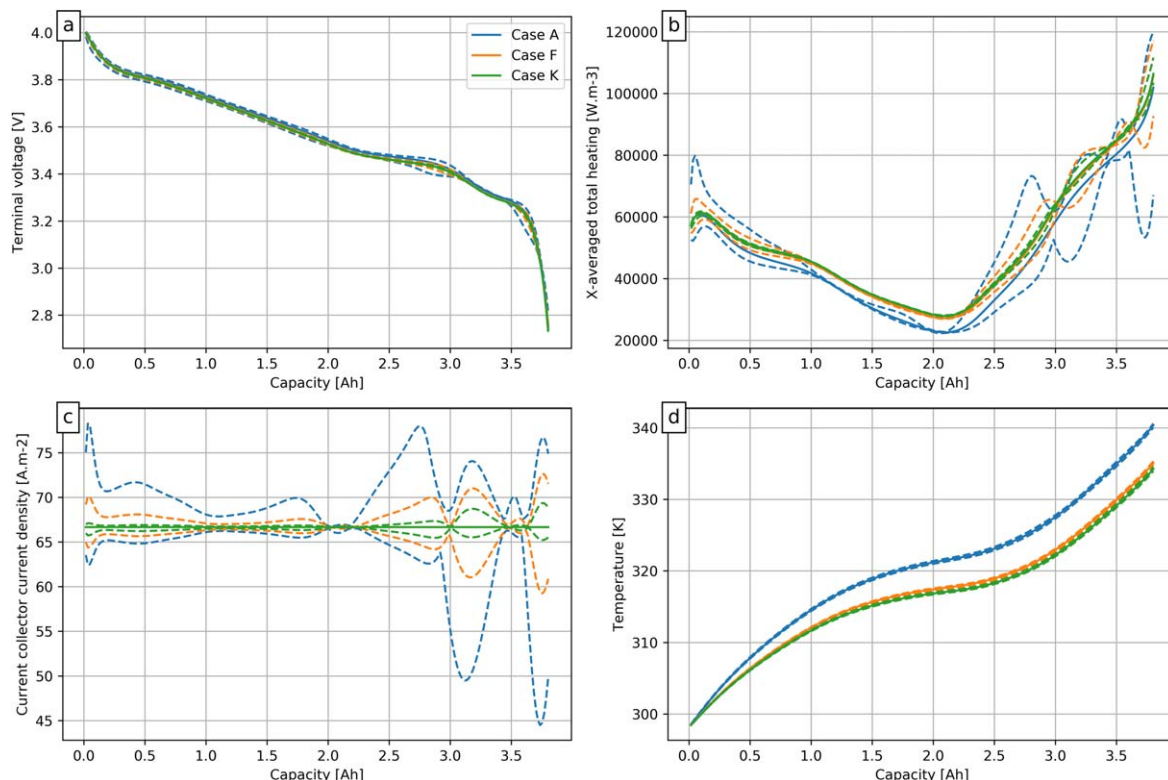 a
4.0
3.8
3.6
3.4
3.2
3.0
2.8
Terminal voltage [V]
Case A
Case F
Case K
0.0 0.5 1.0 1.5 2.0 2.5 3.0 3.5
Capacity [Ah]
b
120000
100000
80000
60000
40000
20000
X-averaged total heating [W.m-3]
0.0 0.5 1.0 1.5 2.0 2.5 3.0 3.5
Capacity [Ah]
c
75
70
65
60
55
50
45
Current collector current density [A.m-2]
0.0 0.5 1.0 1.5 2.0 2.5 3.0 3.5
Capacity [Ah]
d
340
330
320
310
300
Temperature [K]
0.0 0.5 1.0 1.5 2.0 2.5 3.0 3.5
Capacity [Ah]